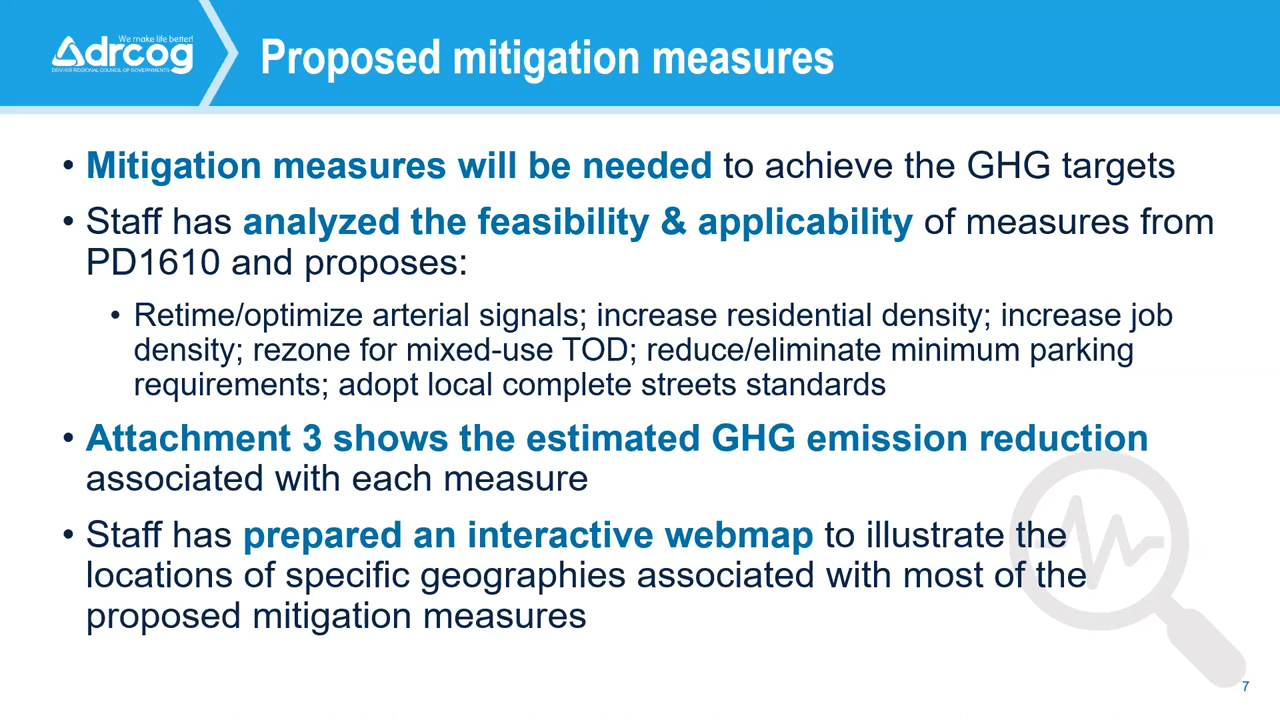 We make life better!
drcog
DENVER REGIONAL COUNCIL OF GOVERNMENTS
Proposed mitigation measures
• Mitigation measures will be needed to achieve the GHG targets
• Staff has analyzed the feasibility & applicability of measures from
PD1610 and proposes:
• Retime/optimize arterial signals; increase residential density; increase job
density; rezone for mixed-use TOD; reduce/eliminate minimum parking
requirements; adopt local complete streets standards
• Attachment 3 shows the estimated GHG emission reduction
associated with each measure
• Staff has prepared an interactive webmap to illustrate the
locations of specific geographies associated with most of the
proposed mitigation measures
7